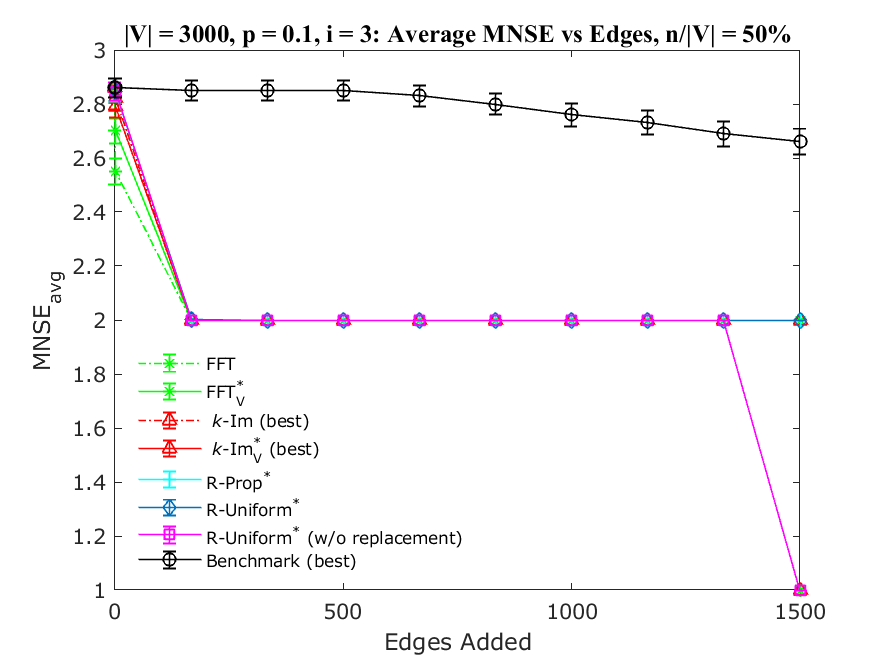 |V| = 3000, p = 0.1, i = 3: Average MNSE vs Edges, n/|V| = 50%
3
2.8
2.6
2.4
2.2
2
1.8
1.6
1.4
1.2
1
MNSE_avg
FFT
FFT*_V
k-Im (best)
k-Im*_V (best)
R-Prop*
R-Uniform*
R-Uniform* (w/o replacement)
Benchmark (best)
0 500 1000 1500
Edges Added